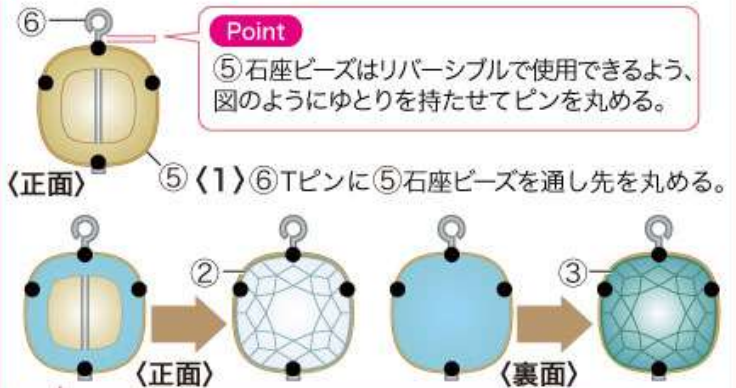 ⑥
Point
⑤石座ビーズはリバーシブルで使用できるよう、
図のようにゆとりを持たせてピンを丸める。
〈正面〉
⑤〈1〉⑥Tピンに⑤石座ビーズを通し先を丸める。
②
③
〈正面〉
〈裏面〉